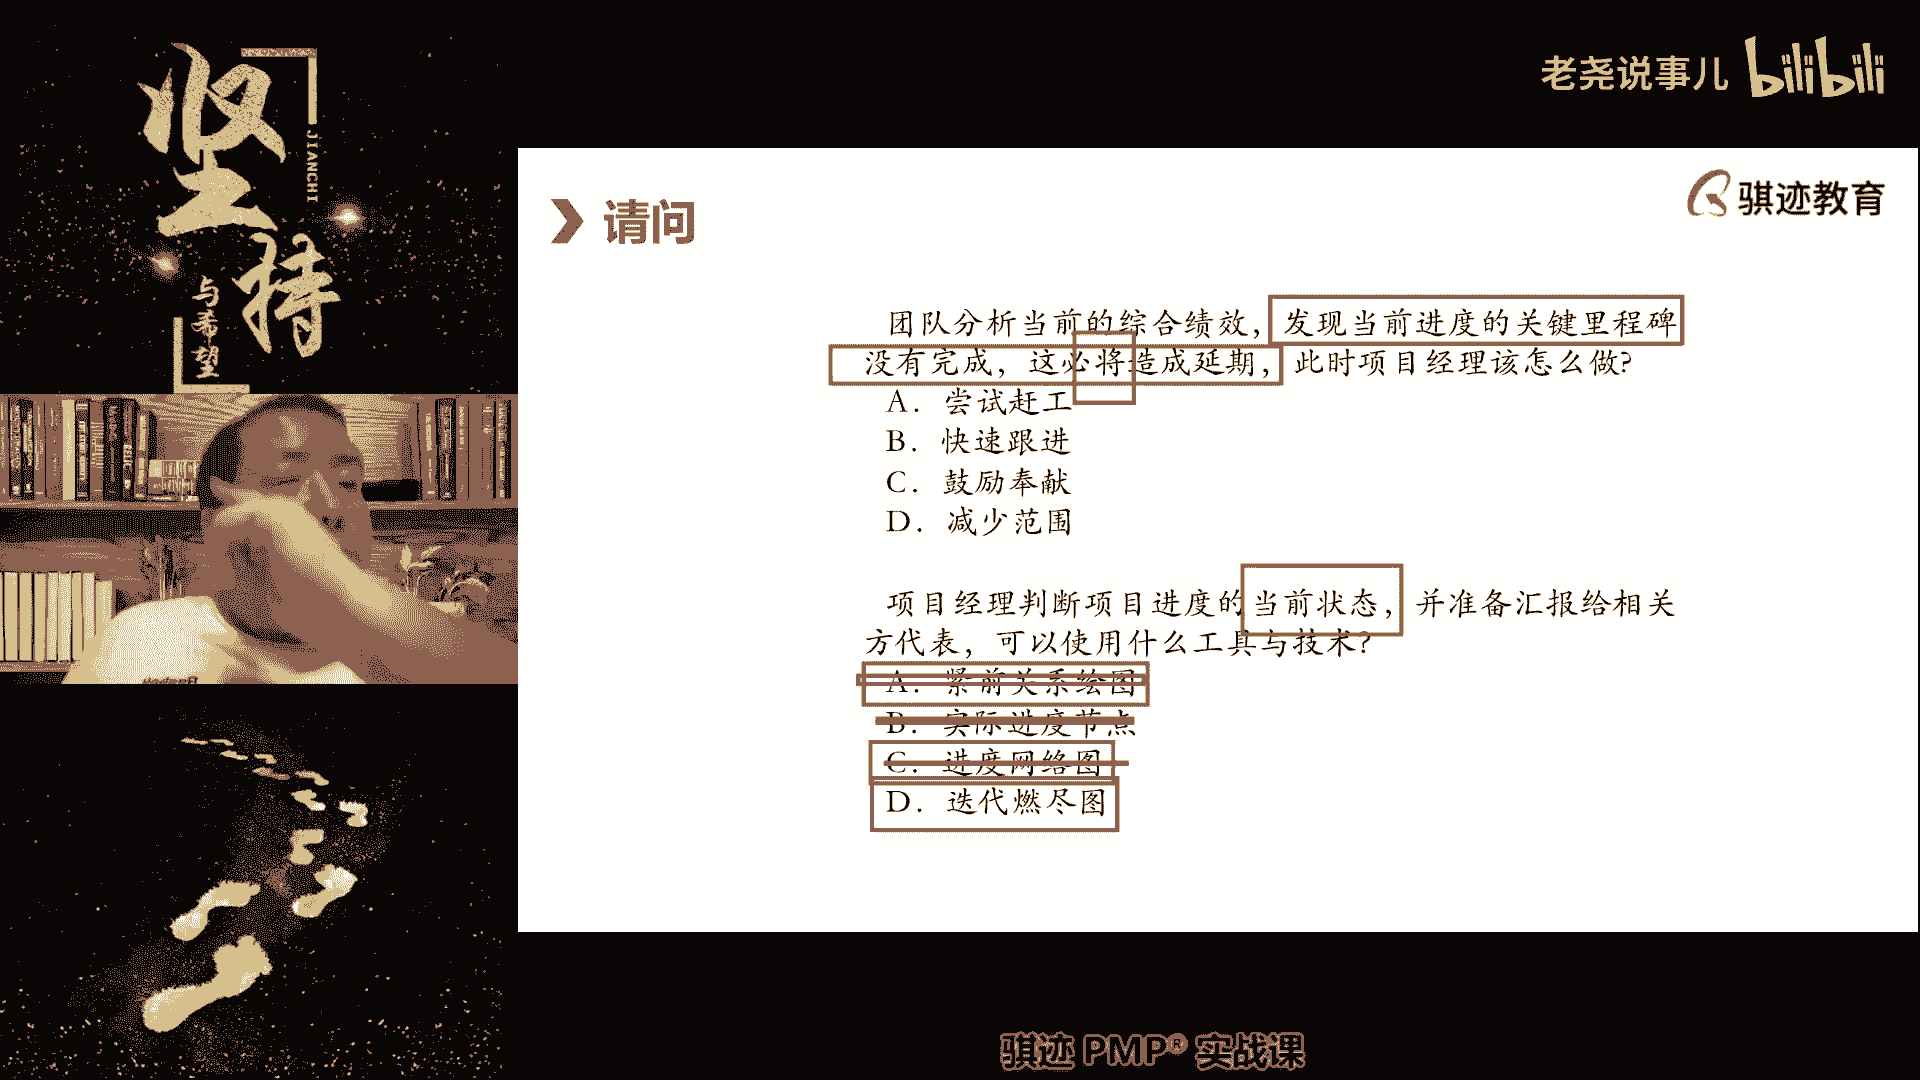 坚持
JIANCHI
与希望
老尧说事儿 bilibili
骐迹教育
请问
团队分析当前的综合绩效，发现当前进度的关键里程碑
没有完成，这必将造成延期，此时项目经理该怎么做？
A. 尝试赶工
B. 快速跟进
C. 鼓励奉献
D. 减少范围
项目经理判断项目进度的当前状态，并准备汇报给相关
方代表，可以使用什么工具与技术？
A. 紧前关系绘图
B. 实际进度节点
C. 进度网络图
D. 迭代燃尽图
骐迹 PMP® 实战课